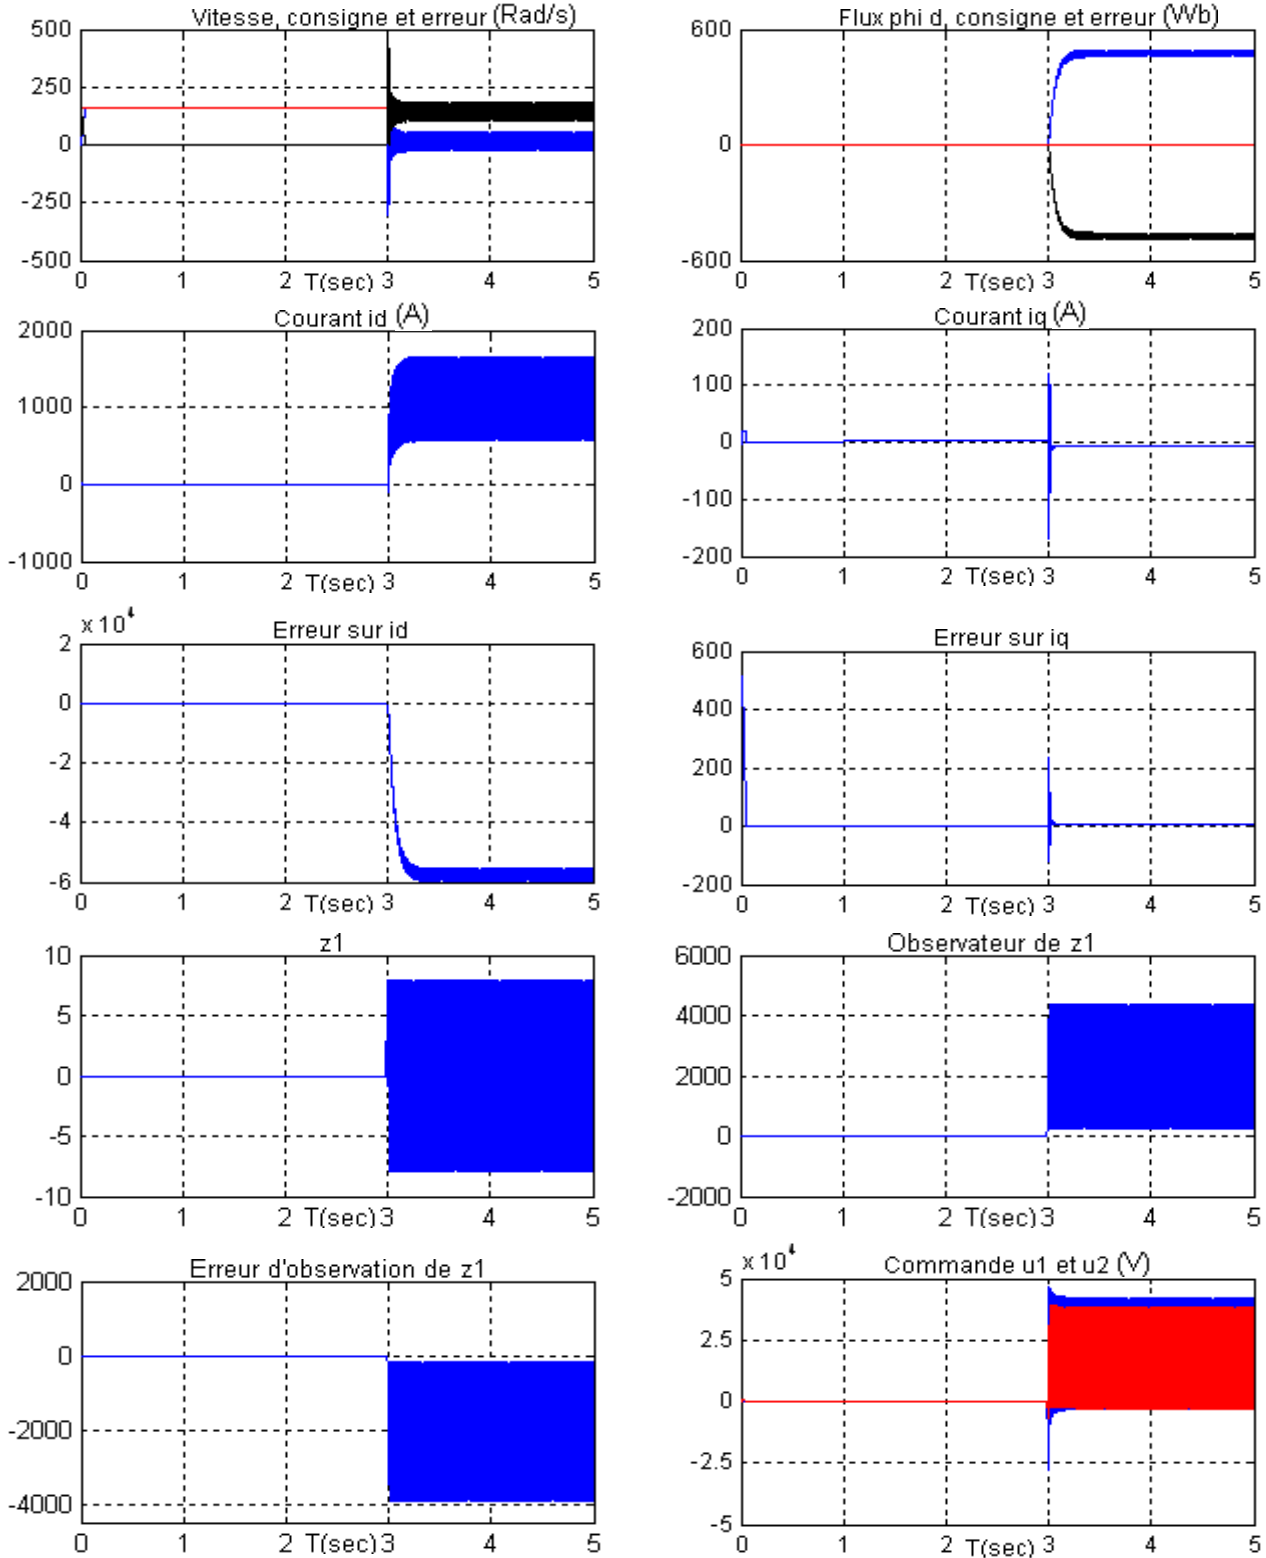 Vitesse, consigne et erreur (Rad/s)
500
250
0
-250
-500
0 1 2 T(sec) 3 4 5
Flux phi d, consigne et erreur (Wb)
600
0
-600
0 1 2 T(sec) 3 4 5
Courant id (A)
2000
1000
0
-1000
0 1 2 T(sec) 3 4 5
Courant iq (A)
200
100
0
-100
-200
0 1 2 T(sec) 3 4 5
x 10^4
Erreur sur id
2
0
-2
-4
-6
0 1 2 T(sec) 3 4 5
Erreur sur iq
600
400
200
0
-200
0 1 2 T(sec) 3 4 5
z1
10
5
0
-5
-10
0 1 2 T(sec) 3 4 5
Observateur de z1
6000
4000
2000
0
-2000
0 1 2 T(sec) 3 4 5
Erreur d'observation de z1
2000
0
-2000
-4000
0 1 2 T(sec) 3 4 5
x 10^4
Commande u1 et u2 (V)
5
2.5
0
-2.5
-5
0 1 2 T(sec) 3 4 5